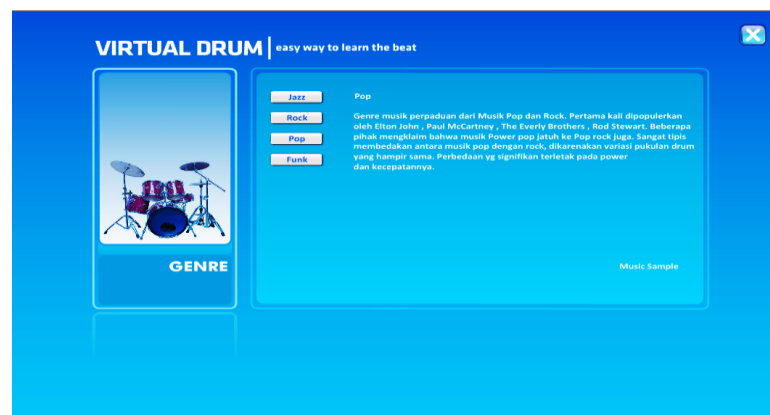 VIRTUAL DRUM | easy way to learn the beat
Jazz
Rock
Pop
Funk
Pop
Genre musik perpaduan dari Musik Pop dan Rock. Pertama kali dipopulerkan
oleh Elton John , Paul McCartney , The Everly Brothers , Rod Stewart. Beberapa
pihak mengklaim bahwa musik Power pop jatuh ke Pop rock juga. Sangat tipis
membedakan antara musik pop dengan rock, dikarenakan variasi pukulan drum
yang hampir sama. Perbedaan yg signifikan terletak pada power
dan kecepatannya.
GENRE
Music Sample